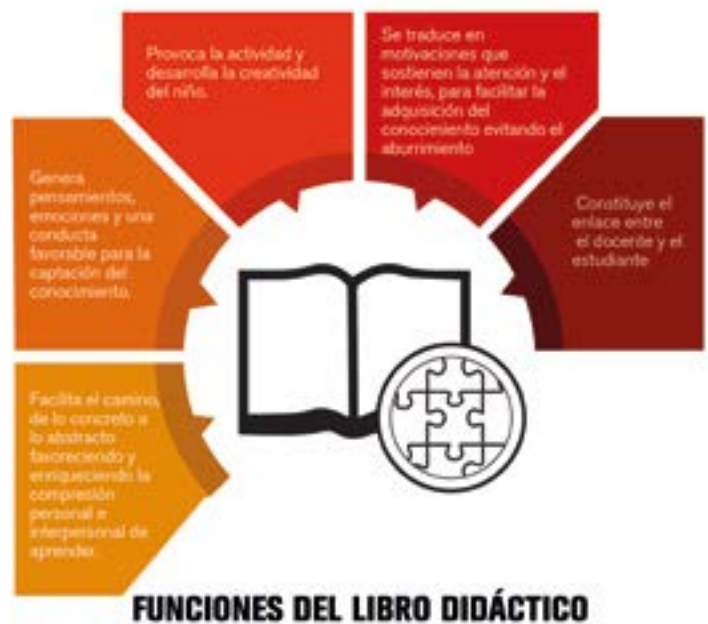 Provoca la actividad y
desarrolla la creatividad
del niño.
Se traduce en
motivaciones que
sostienen la atención y el
interés, para facilitar la
adquisición del
conocimiento evitando el
aburrimiento
Genera
pensamientos,
emociones y una
conducta
favorable para la
captación del
conocimiento.
Constituye el
enlace entre
el docente y el
estudiante
Facilita el camino,
de lo concreto a
lo abstracto
favoreciendo y
enriqueciendo la
compresión
personal e
interpersonal de
aprender.
FUNCIONES DEL LIBRO DIDÁCTICO